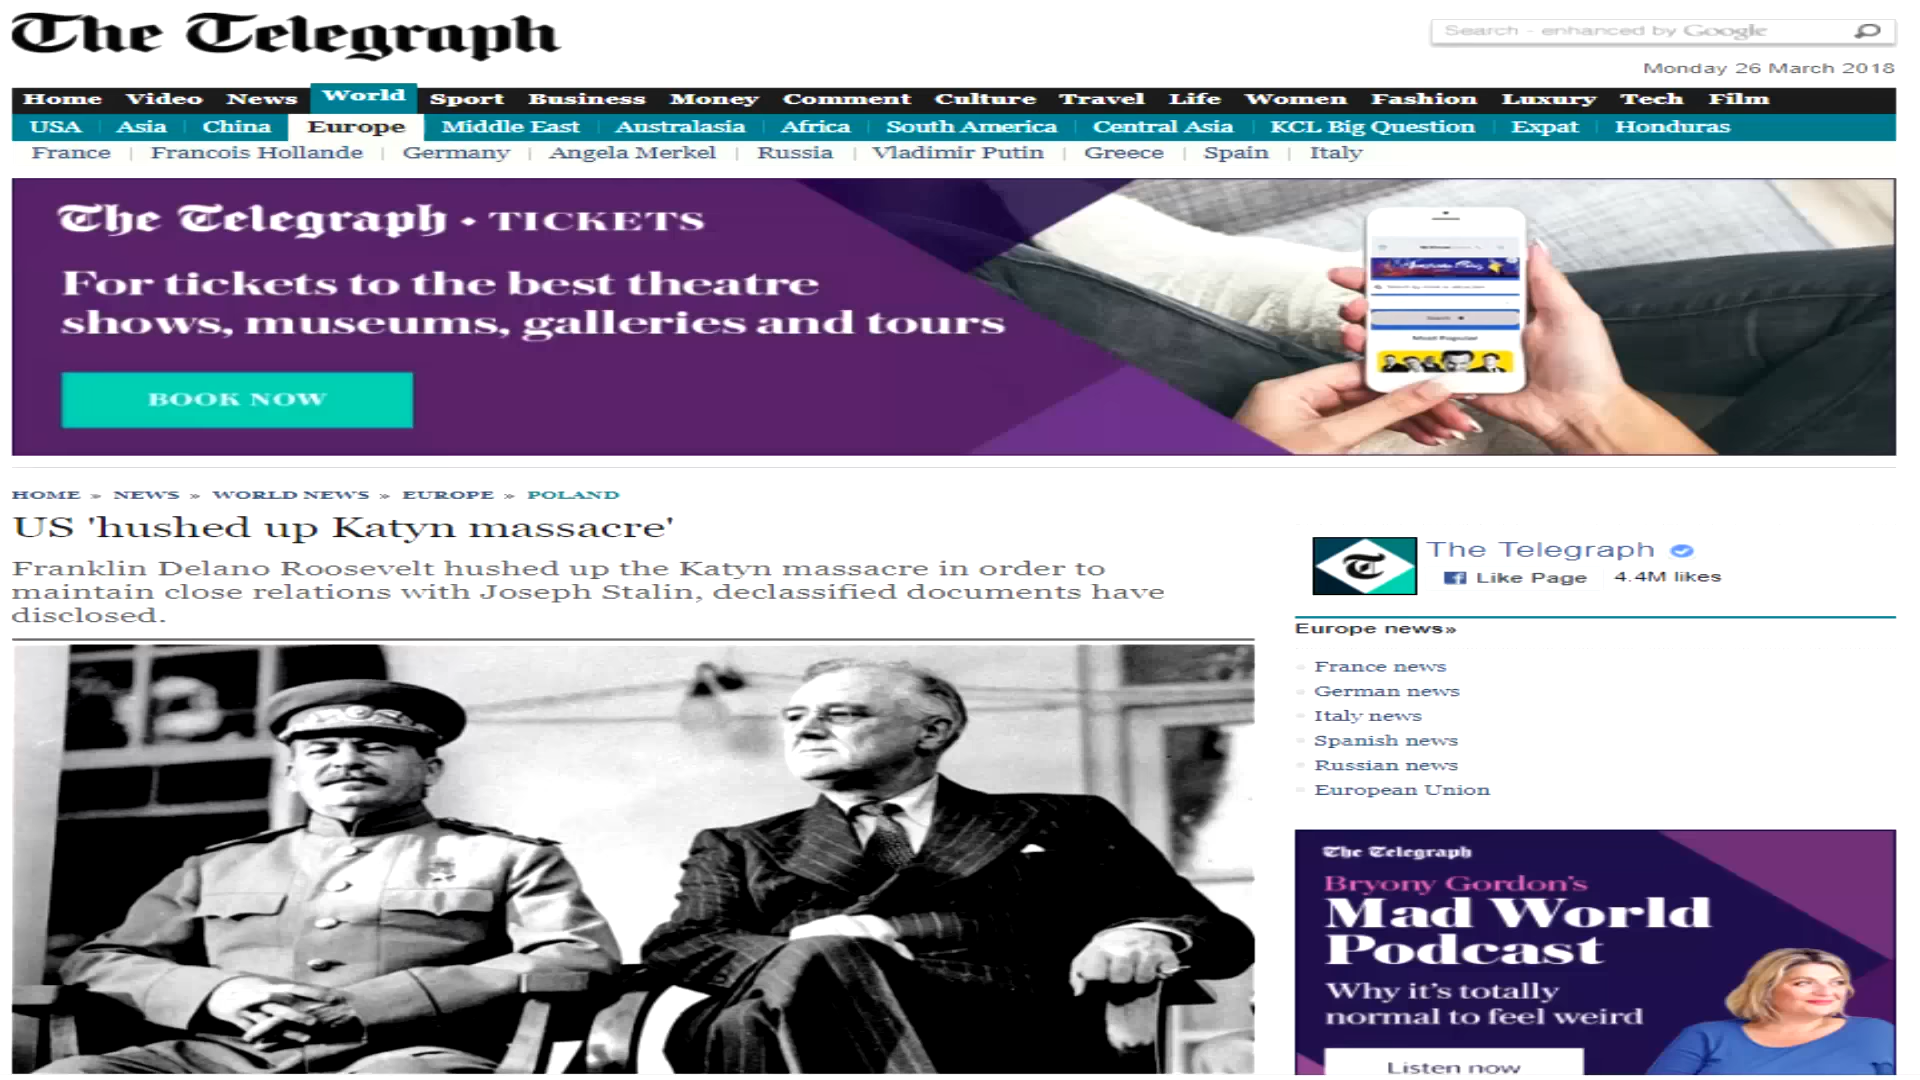 The Telegraph
Search - enhanced by Google
Monday 26 March 2018
Home Video News World Sport Business Money Comment Culture Travel Life Women Fashion Luxury Tech Film
USA Asia China Europe Middle East Australasia Africa South America Central Asia KCL Big Question Expat Honduras
France | Francois Hollande | Germany | Angela Merkel | Russia | Vladimir Putin | Greece | Spain | Italy
The Telegraph • TICKETS
For tickets to the best theatre
shows, museums, galleries and tours
BOOK NOW
Most Popular
HOME » NEWS » WORLD NEWS » EUROPE » POLAND
US 'hushed up Katyn massacre'
Franklin Delano Roosevelt hushed up the Katyn massacre in order to
maintain close relations with Joseph Stalin, declassified documents have
disclosed.
The Telegraph
Like Page 4.4M likes
Europe news»
France news
German news
Italy news
Spanish news
Russian news
European Union
The Telegraph
Bryony Gordon's
Mad World
Podcast
Why it's totally
normal to feel weird
Listen now